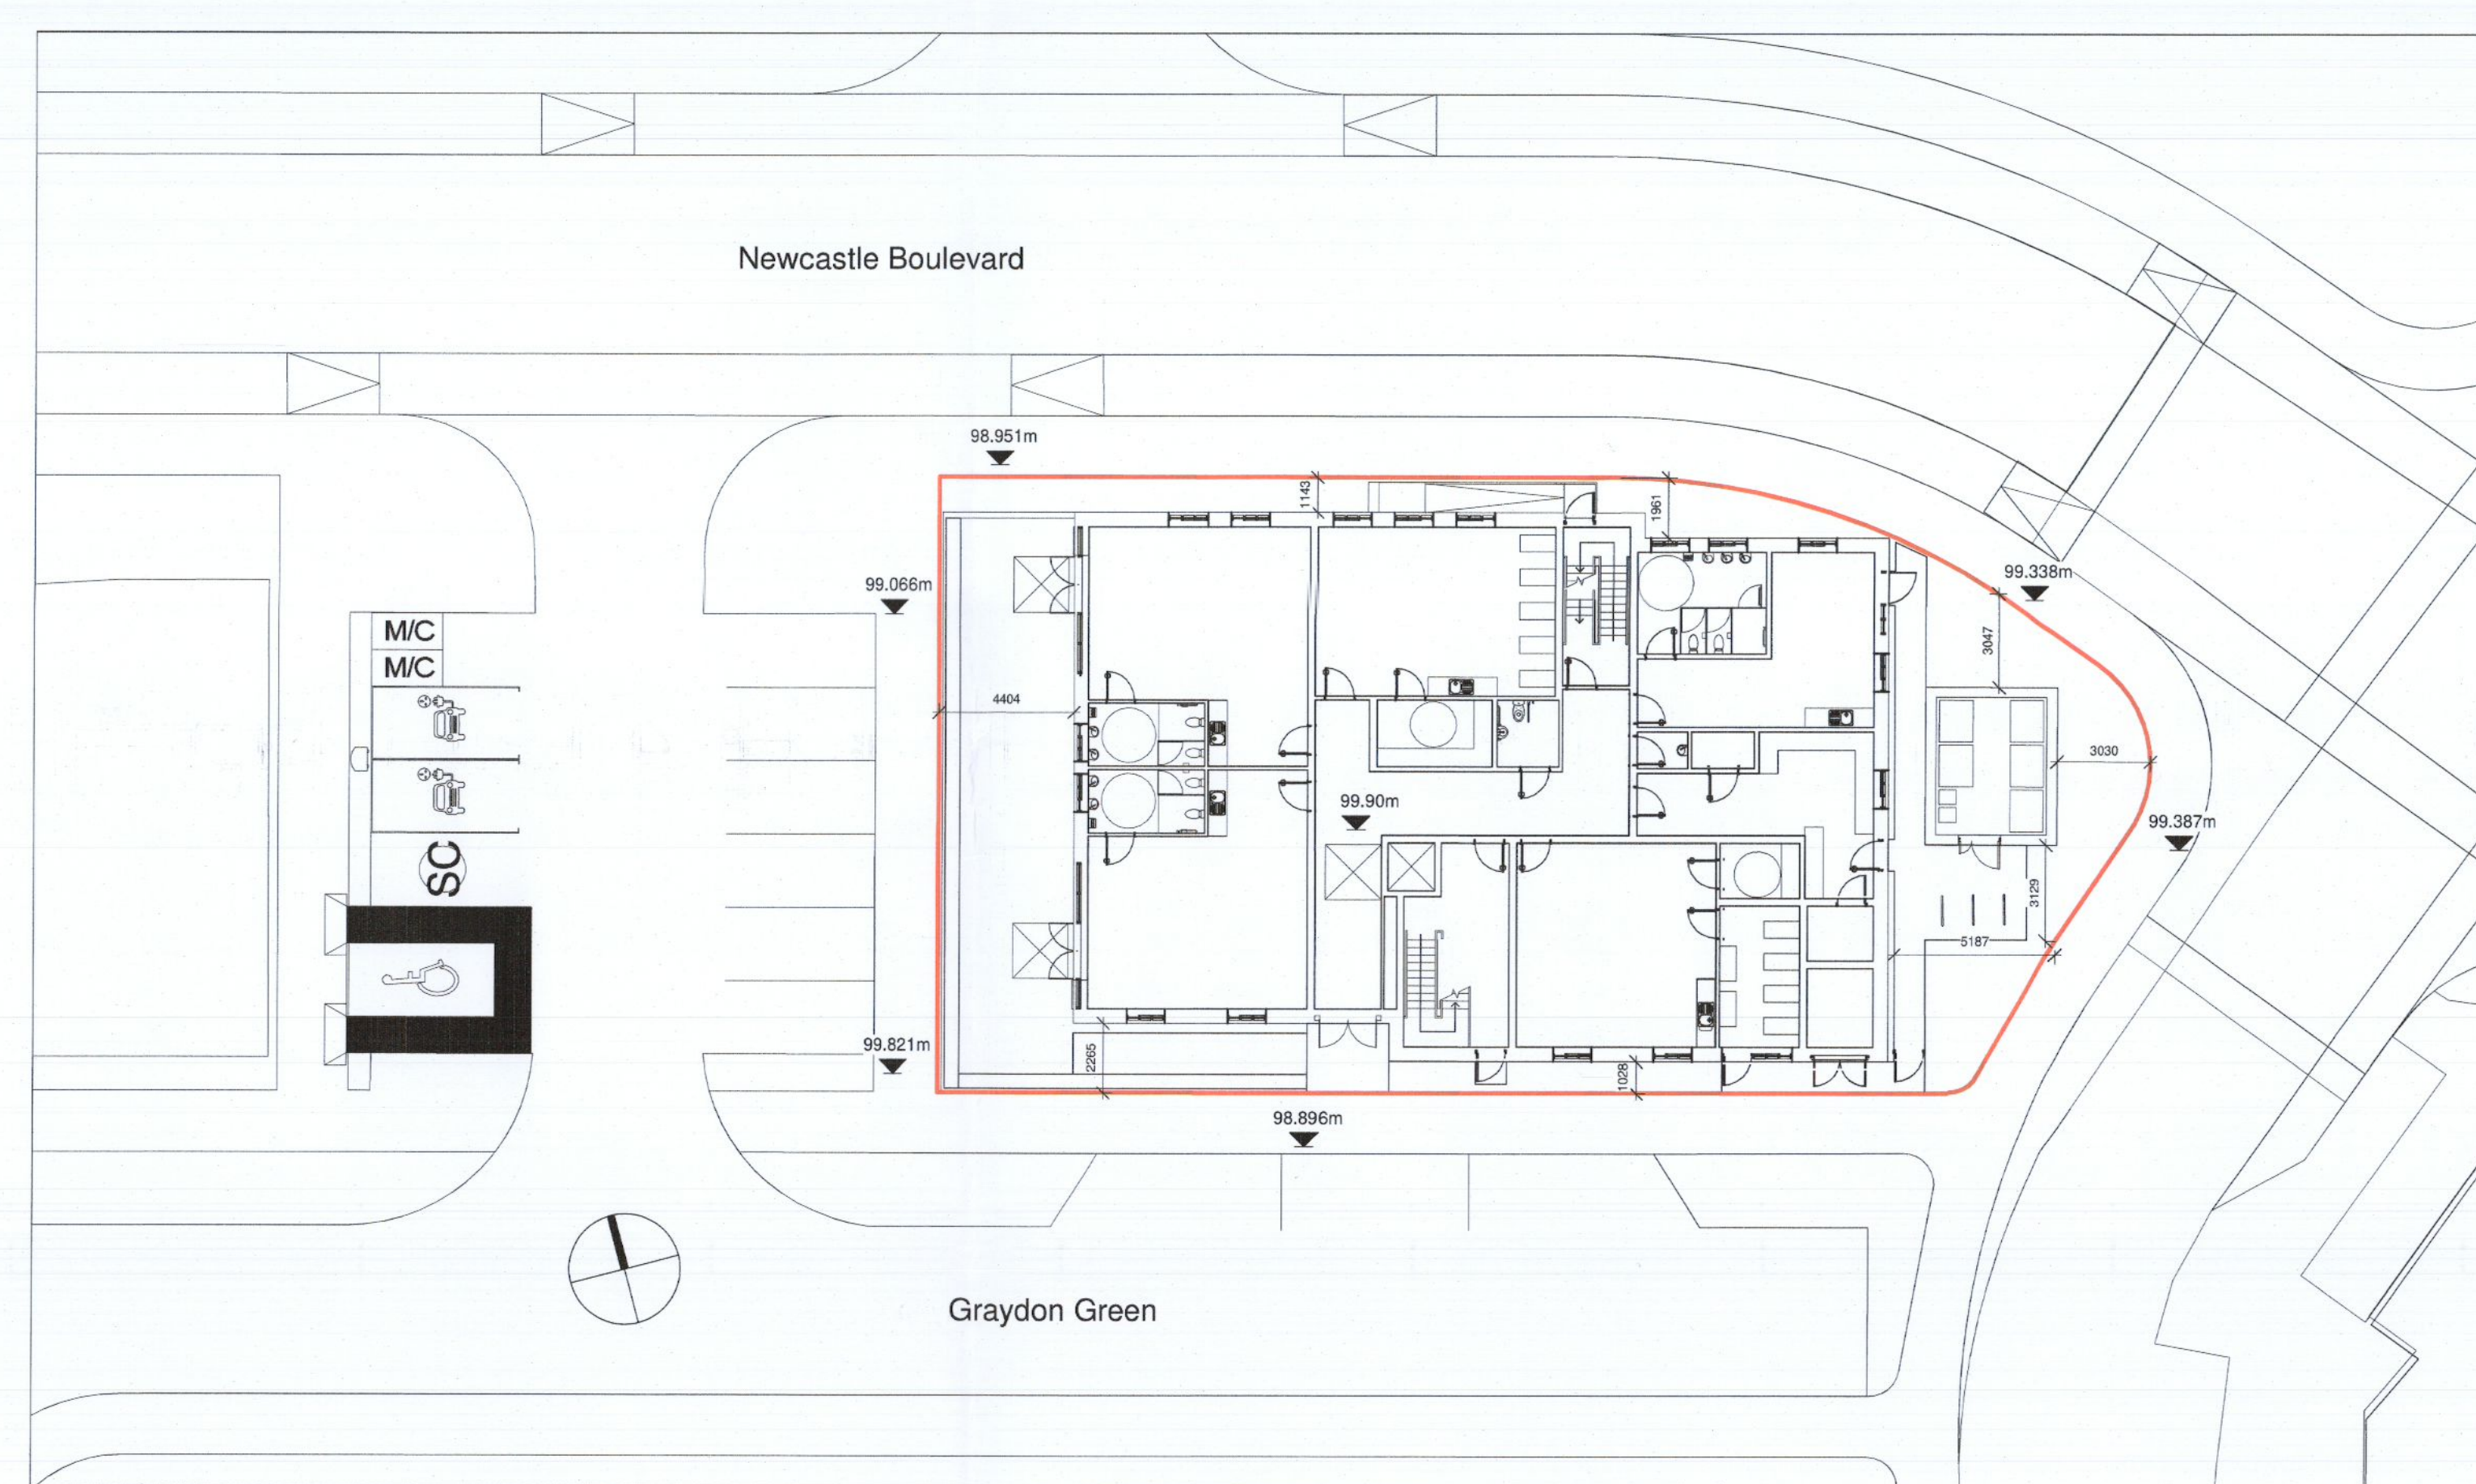 Newcastle Boulevard
98.951m
1143
1961
99.066m
99.338m
M/C
M/C
3047
4404
3030
99.90m
99.387m
SC
3129
5187
99.821m
2265
1028
98.896m
Graydon Green